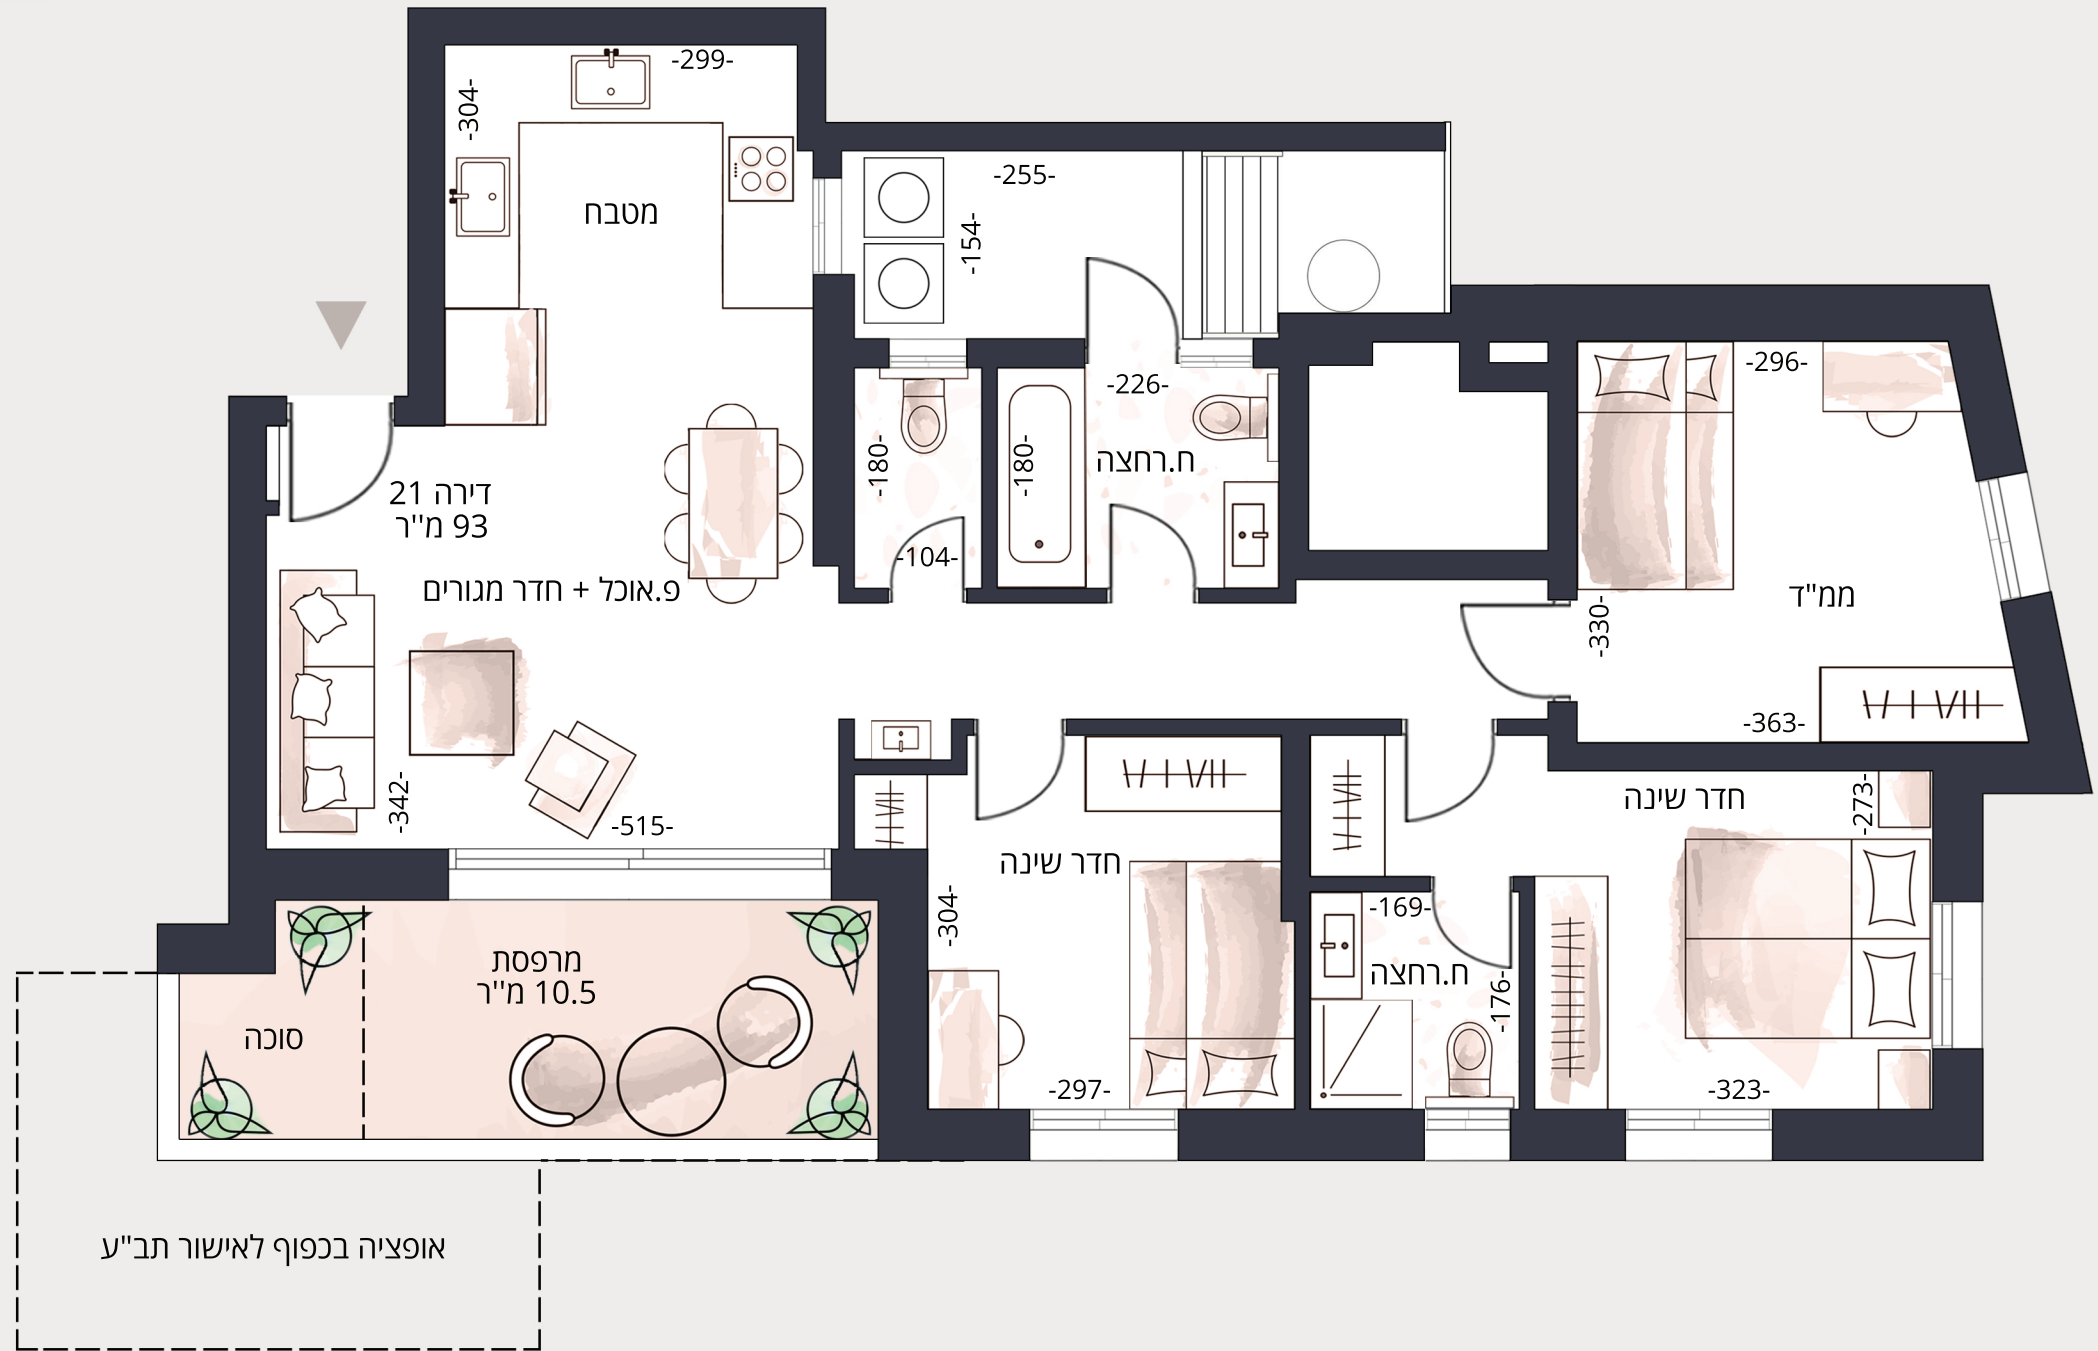 -299-
-304-
מטבח
-255-
-154-
-226-
-180-
-180-
ח.רחצה
-104-
-296-
ממ"ד
-330-
-363-
דירה 21
93 מ''ר
פ.אוכל + חדר מגורים
-342-
-515-
חדר שינה
-304-
-297-
חדר שינה
-273-
-323-
-169-
ח.רחצה
-176-
מרפסת
10.5 מ''ר
סוכה
אופציה בכפוף לאישור תב"ע